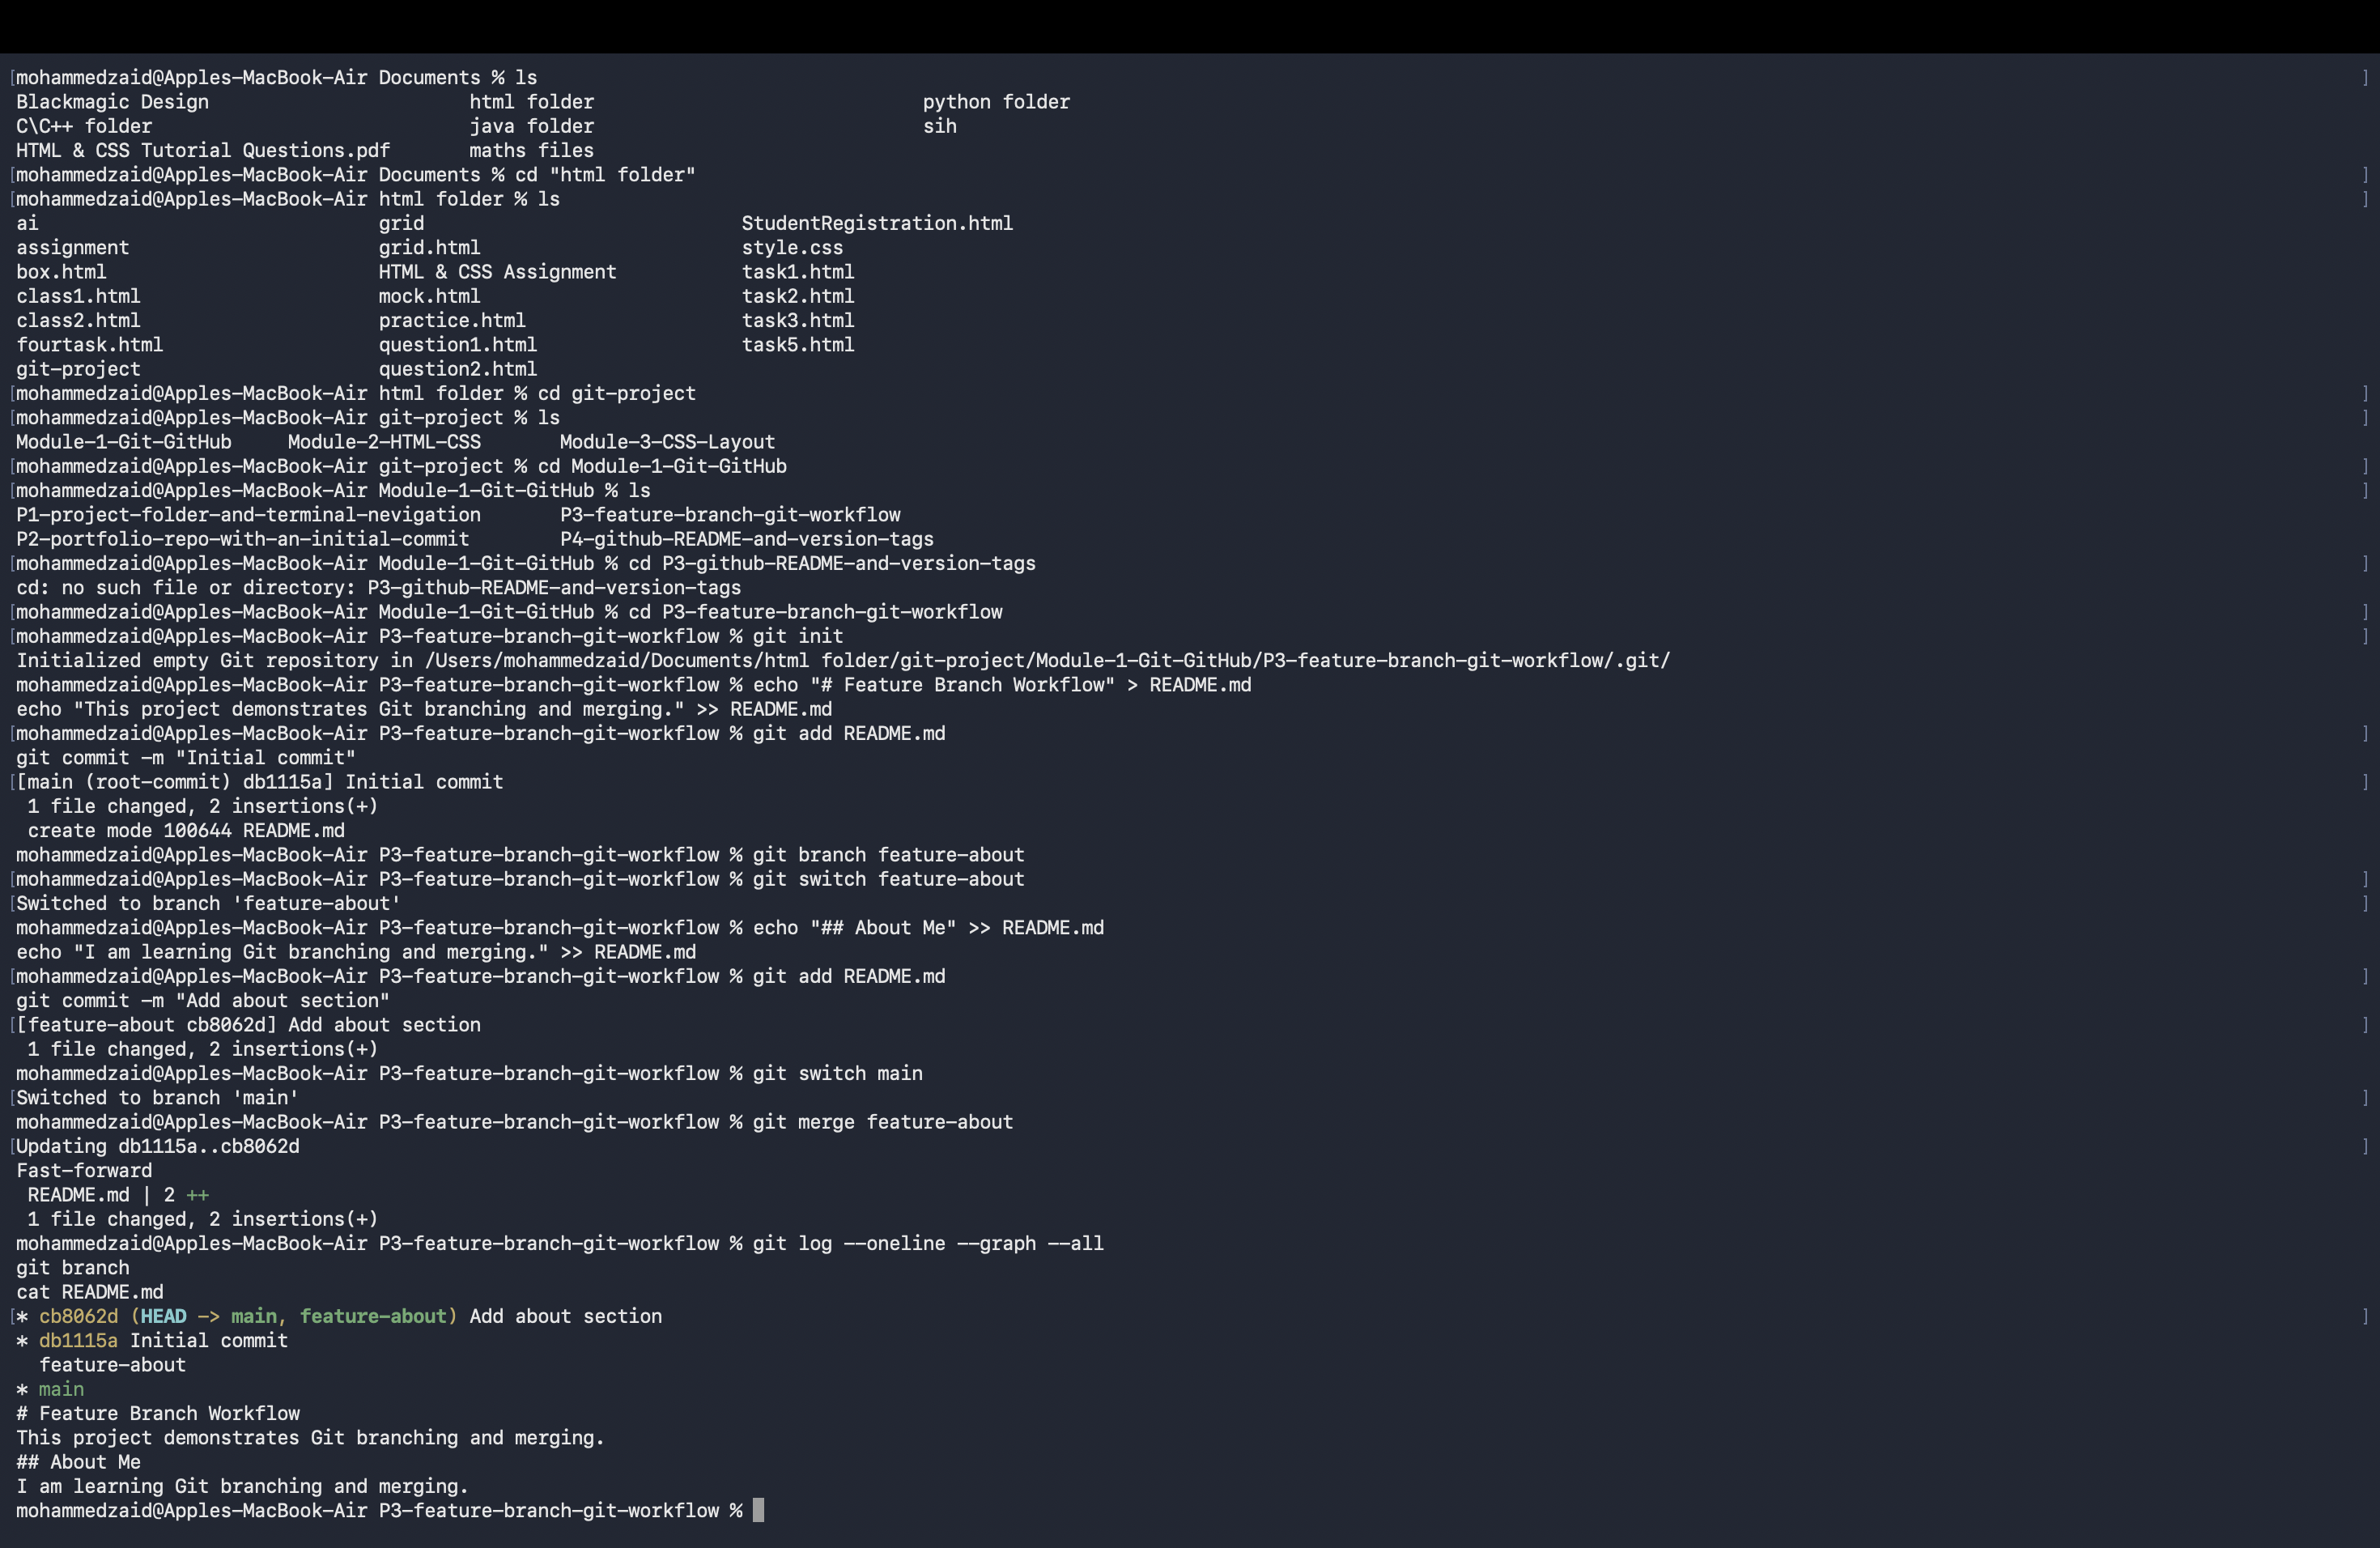 [mohammedzaid@Apples-MacBook-Air Documents % ls ]
Blackmagic Design html folder python folder
C\C++ folder java folder sih
HTML & CSS Tutorial Questions.pdf maths files
[mohammedzaid@Apples-MacBook-Air Documents % cd "html folder" ]
[mohammedzaid@Apples-MacBook-Air html folder % ls ]
ai grid StudentRegistration.html
assignment grid.html style.css
box.html HTML & CSS Assignment task1.html
class1.html mock.html task2.html
class2.html practice.html task3.html
fourtask.html question1.html task5.html
git-project question2.html
[mohammedzaid@Apples-MacBook-Air html folder % cd git-project ]
[mohammedzaid@Apples-MacBook-Air git-project % ls ]
Module-1-Git-GitHub Module-2-HTML-CSS Module-3-CSS-Layout
[mohammedzaid@Apples-MacBook-Air git-project % cd Module-1-Git-GitHub ]
[mohammedzaid@Apples-MacBook-Air Module-1-Git-GitHub % ls ]
P1-project-folder-and-terminal-nevigation P3-feature-branch-git-workflow
P2-portfolio-repo-with-an-initial-commit P4-github-README-and-version-tags
[mohammedzaid@Apples-MacBook-Air Module-1-Git-GitHub % cd P3-github-README-and-version-tags ]
cd: no such file or directory: P3-github-README-and-version-tags
[mohammedzaid@Apples-MacBook-Air Module-1-Git-GitHub % cd P3-feature-branch-git-workflow ]
[mohammedzaid@Apples-MacBook-Air P3-feature-branch-git-workflow % git init ]
Initialized empty Git repository in /Users/mohammedzaid/Documents/html folder/git-project/Module-1-Git-GitHub/P3-feature-branch-git-workflow/.git/
mohammedzaid@Apples-MacBook-Air P3-feature-branch-git-workflow % echo "# Feature Branch Workflow" > README.md
echo "This project demonstrates Git branching and merging." >> README.md
[mohammedzaid@Apples-MacBook-Air P3-feature-branch-git-workflow % git add README.md ]
git commit -m "Initial commit"
[[main (root-commit) db1115a] Initial commit ]
1 file changed, 2 insertions(+)
create mode 100644 README.md
mohammedzaid@Apples-MacBook-Air P3-feature-branch-git-workflow % git branch feature-about
[mohammedzaid@Apples-MacBook-Air P3-feature-branch-git-workflow % git switch feature-about ]
[Switched to branch 'feature-about' ]
mohammedzaid@Apples-MacBook-Air P3-feature-branch-git-workflow % echo "## About Me" >> README.md
echo "I am learning Git branching and merging." >> README.md
[mohammedzaid@Apples-MacBook-Air P3-feature-branch-git-workflow % git add README.md ]
git commit -m "Add about section"
[[feature-about cb8062d] Add about section ]
1 file changed, 2 insertions(+)
mohammedzaid@Apples-MacBook-Air P3-feature-branch-git-workflow % git switch main
[Switched to branch 'main' ]
mohammedzaid@Apples-MacBook-Air P3-feature-branch-git-workflow % git merge feature-about
[Updating db1115a..cb8062d ]
Fast-forward
README.md | 2 ++
1 file changed, 2 insertions(+)
mohammedzaid@Apples-MacBook-Air P3-feature-branch-git-workflow % git log --oneline --graph --all
git branch
cat README.md
[* cb8062d (HEAD -> main, feature-about) Add about section ]
* db1115a Initial commit
feature-about
* main
# Feature Branch Workflow
This project demonstrates Git branching and merging.
## About Me
I am learning Git branching and merging.
mohammedzaid@Apples-MacBook-Air P3-feature-branch-git-workflow %